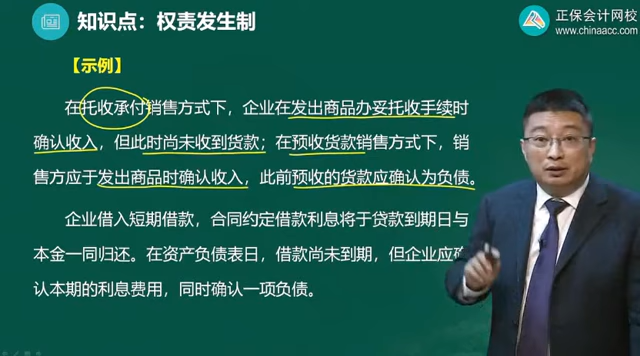 知识点：权责发生制
正保会计网校
www.chinaacc.com
【示例】
在托收承付销售方式下，企业在发出商品办妥托收手续时
确认收入，但此时尚未收到货款；在预收货款销售方式下，销
售方应于发出商品时确认收入，此前预收的货款应确认为负债。
企业借入短期借款，合同约定借款利息将于贷款到期日与
本金一同归还。在资产负债表日，借款尚未到期，但企业应确
认本期的利息费用，同时确认一项负债。